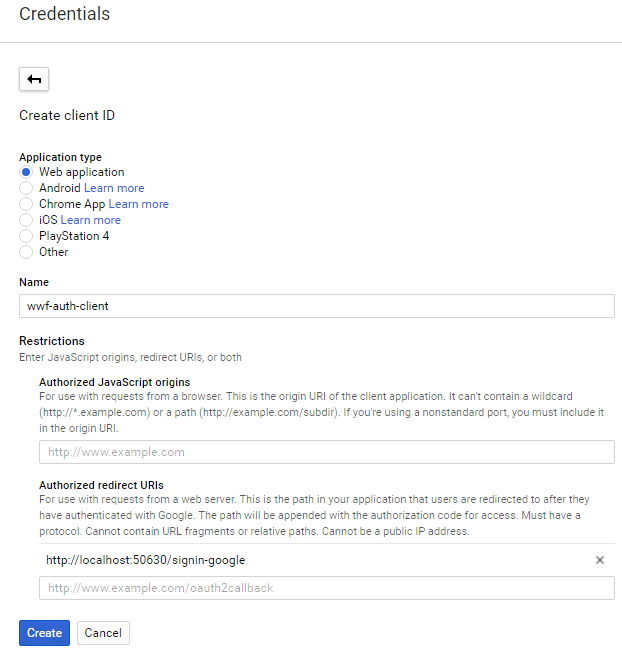 Credentials
Create client ID
Application type
Web application
Android Learn more
Chrome App Learn more
iOS Learn more
PlayStation 4
Other
Name
wwf-auth-client
Restrictions
Enter JavaScript origins, redirect URIs, or both
Authorized JavaScript origins
For use with requests from a browser. This is the origin URI of the client application. It can't contain a wildcard
(http://*.example.com) or a path (http://example.com/subdir). If you're using a nonstandard port, you must include it
in the origin URI.
http://www.example.com
Authorized redirect URIs
For use with requests from a web server. This is the path in your application that users are redirected to after they
have authenticated with Google. The path will be appended with the authorization code for access. Must have a
protocol. Cannot contain URL fragments or relative paths. Cannot be a public IP address.
http://localhost:50630/signin-google
http://www.example.com/oauth2callback
Create Cancel